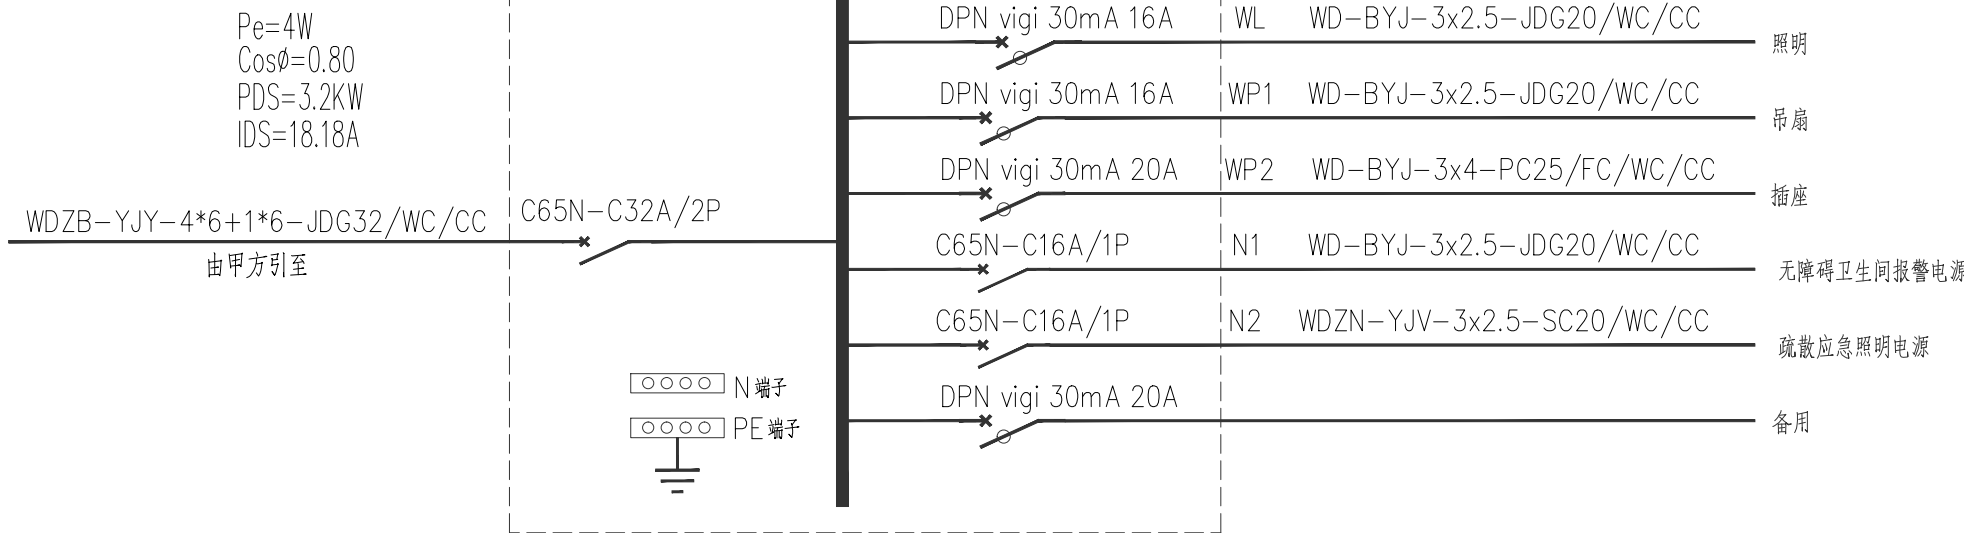 Pe=4W
Cosø=0.80
PDS=3.2KW
IDS=18.18A
WDZB-YJY-4*6+1*6-JDG32/WC/CC
由甲方引至
C65N-C32A/2P
N端子
PE端子
DPN vigi 30mA 16A WL WD-BYJ-3x2.5-JDG20/WC/CC 照明
DPN vigi 30mA 16A WP1 WD-BYJ-3x2.5-JDG20/WC/CC 吊扇
DPN vigi 30mA 20A WP2 WD-BYJ-3x4-PC25/FC/WC/CC 插座
C65N-C16A/1P N1 WD-BYJ-3x2.5-JDG20/WC/CC 无障碍卫生间报警电源
C65N-C16A/1P N2 WDZN-YJV-3x2.5-SC20/WC/CC 疏散应急照明电源
DPN vigi 30mA 20A 备用